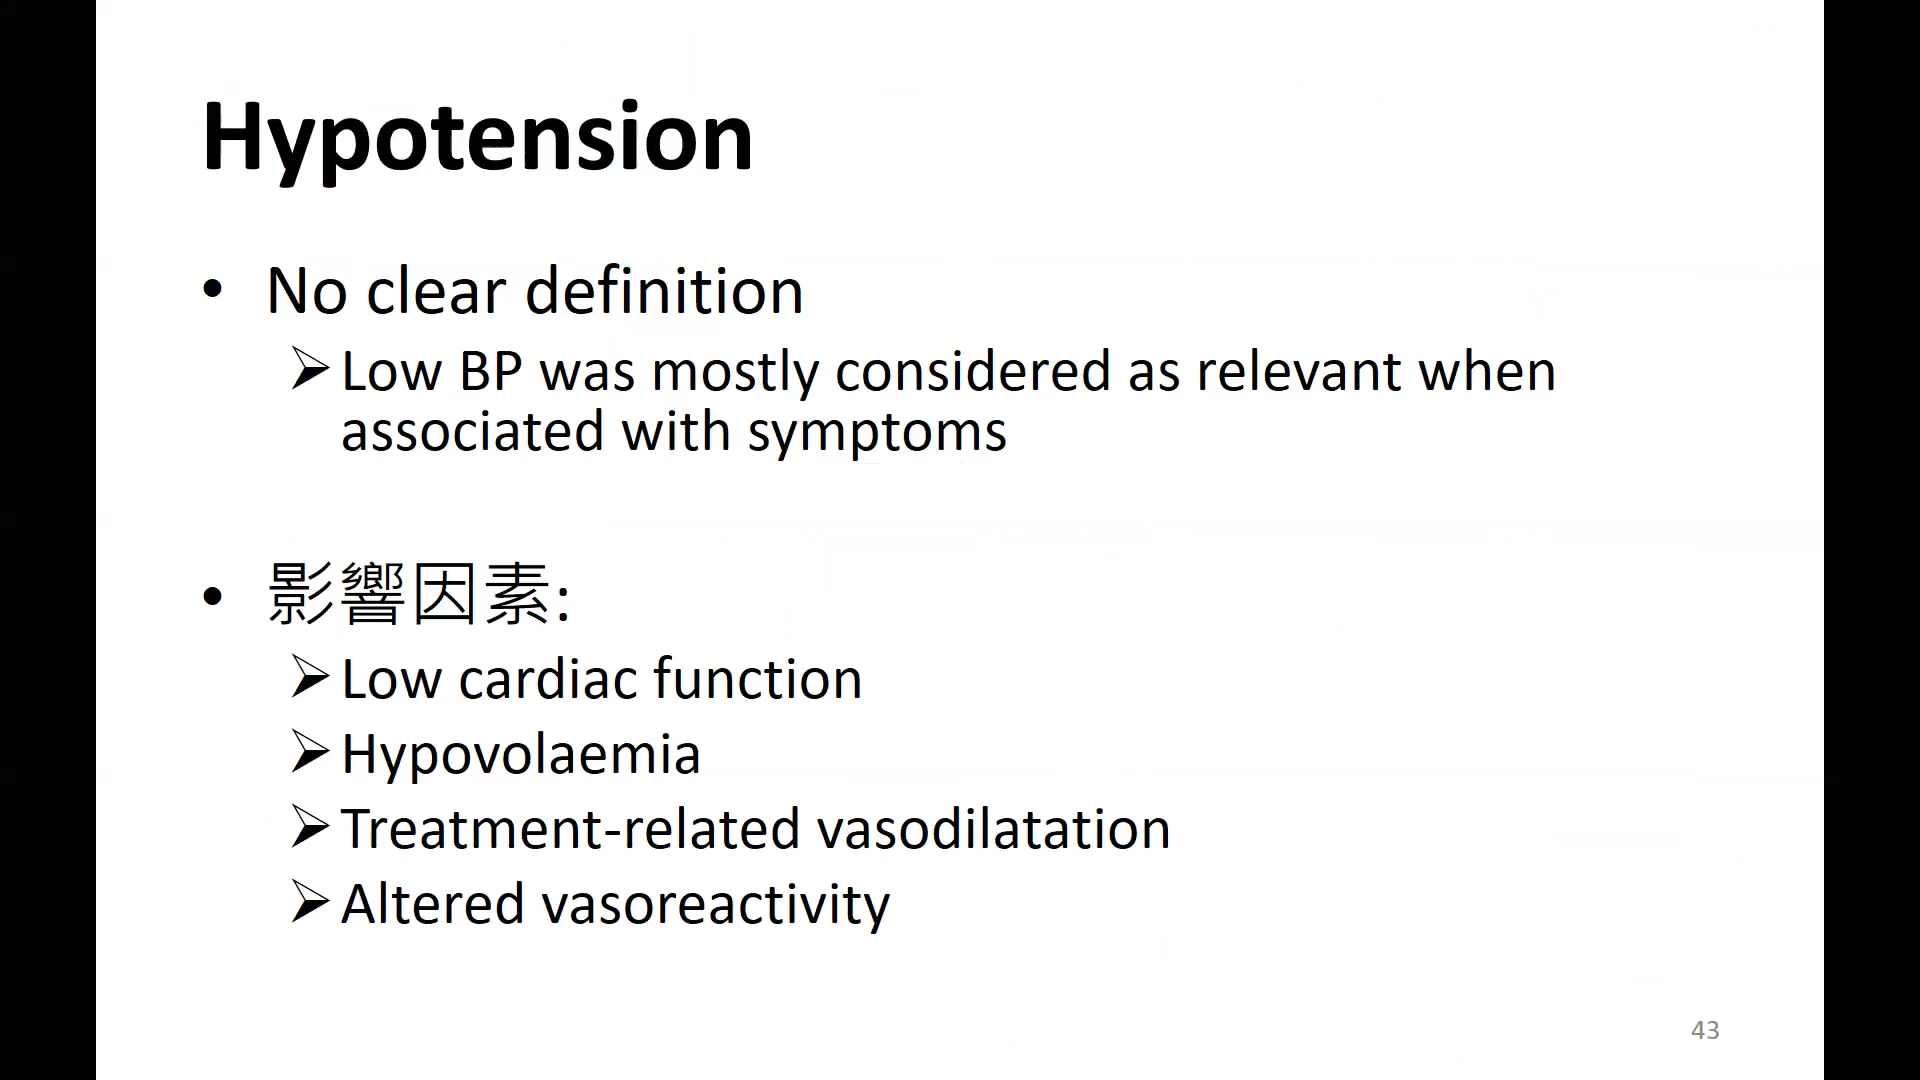 Hypotension
• No clear definition
➢ Low BP was mostly considered as relevant when
associated with symptoms
• 影響因素:
➢ Low cardiac function
➢ Hypovolaemia
➢ Treatment-related vasodilatation
➢ Altered vasoreactivity
43